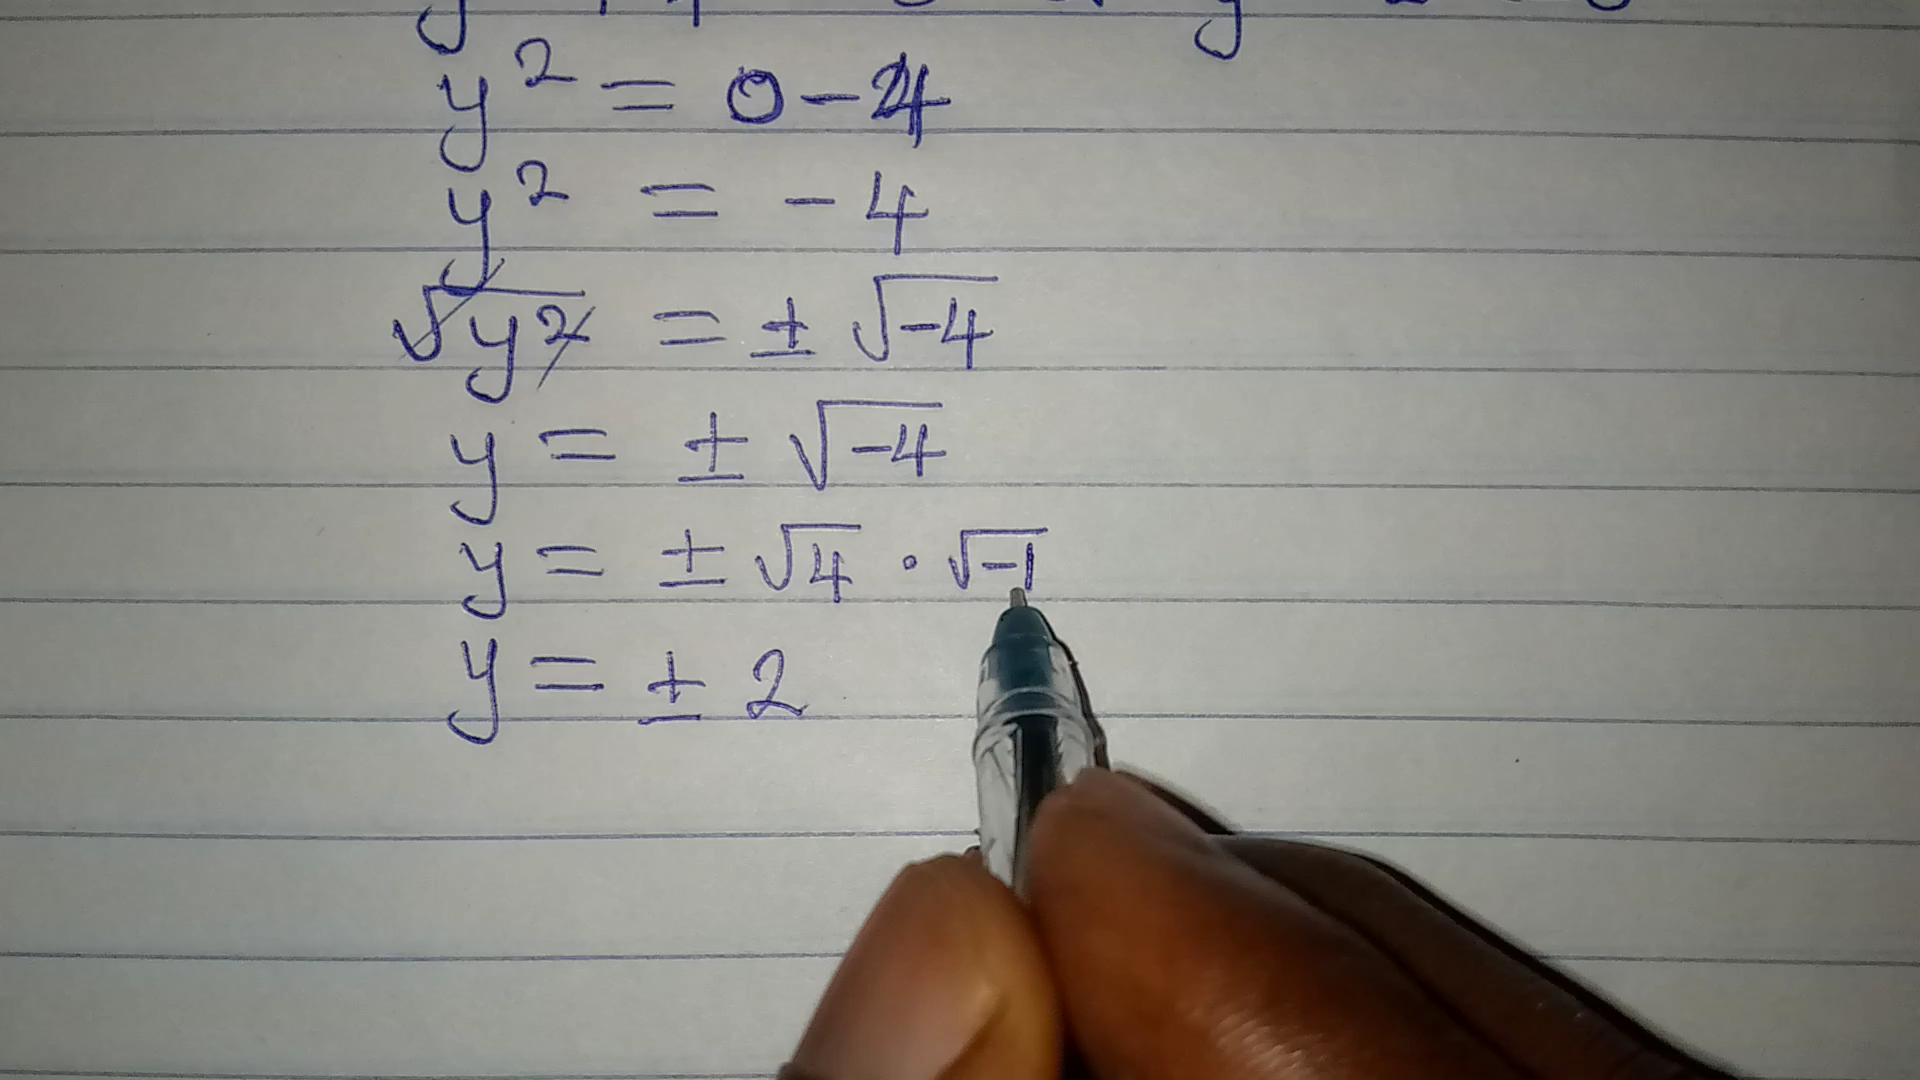 y² = 0 - 4
y² = - 4
√y² = ± √-4
y = ± √-4
y = ± √4 · √-1
y = ± 2